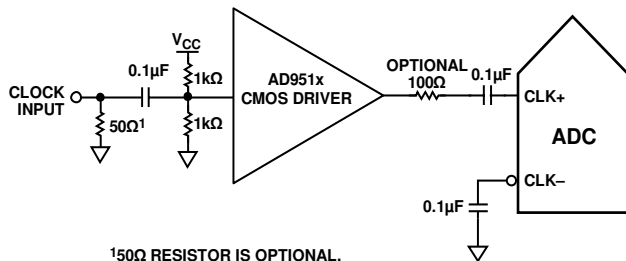 V_CC
0.1µF
1kΩ
CLOCK
INPUT
50Ω¹
1kΩ
AD951x
CMOS DRIVER
OPTIONAL
100Ω
0.1µF
CLK+
ADC
CLK–
0.1µF
¹50Ω RESISTOR IS OPTIONAL.